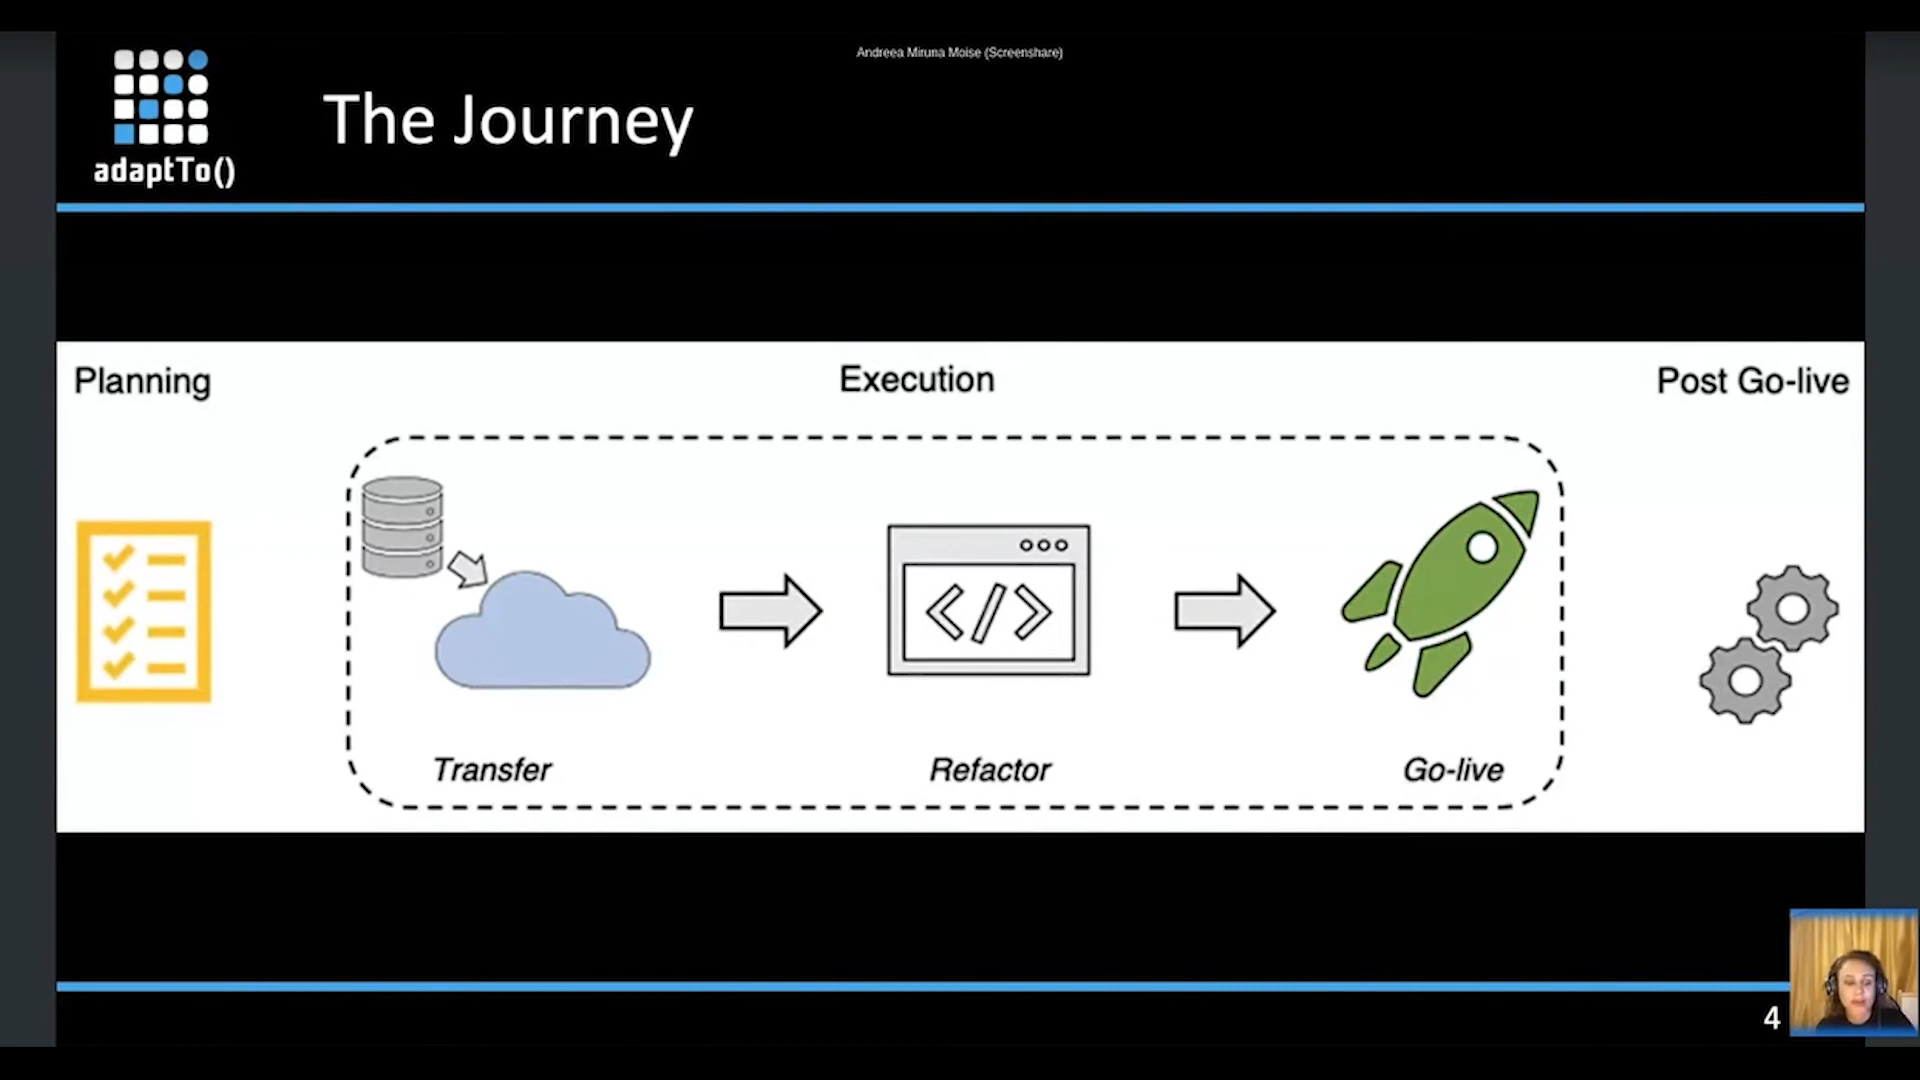 Andreea Miruna Moise (Screenshare)
adaptTo()
The Journey
Planning
Execution
Post Go-live
</>
Transfer
Refactor
Go-live
4